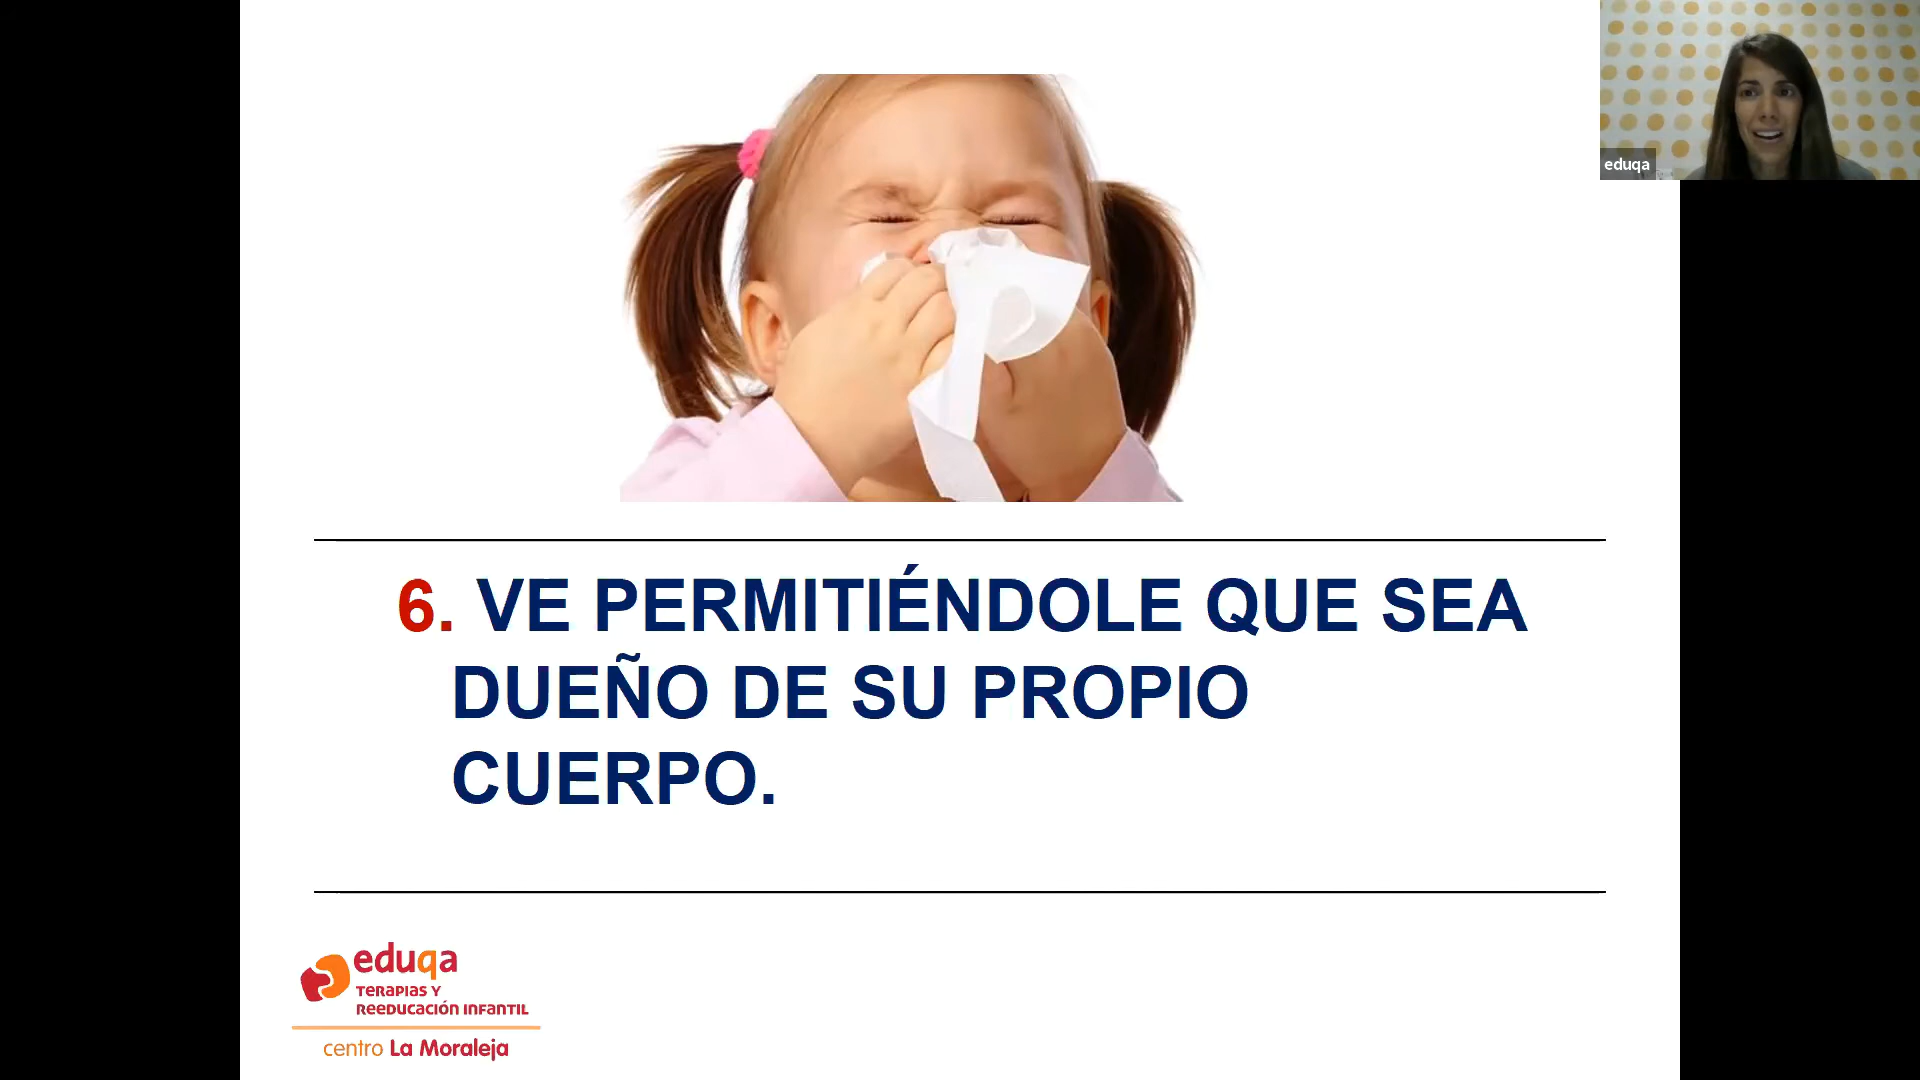 eduqa
6. VE PERMITIÉNDOLE QUE SEA
DUEÑO DE SU PROPIO
CUERPO.
eduqa
TERAPIAS Y
REEDUCACIÓN INFANTIL
centro La Moraleja